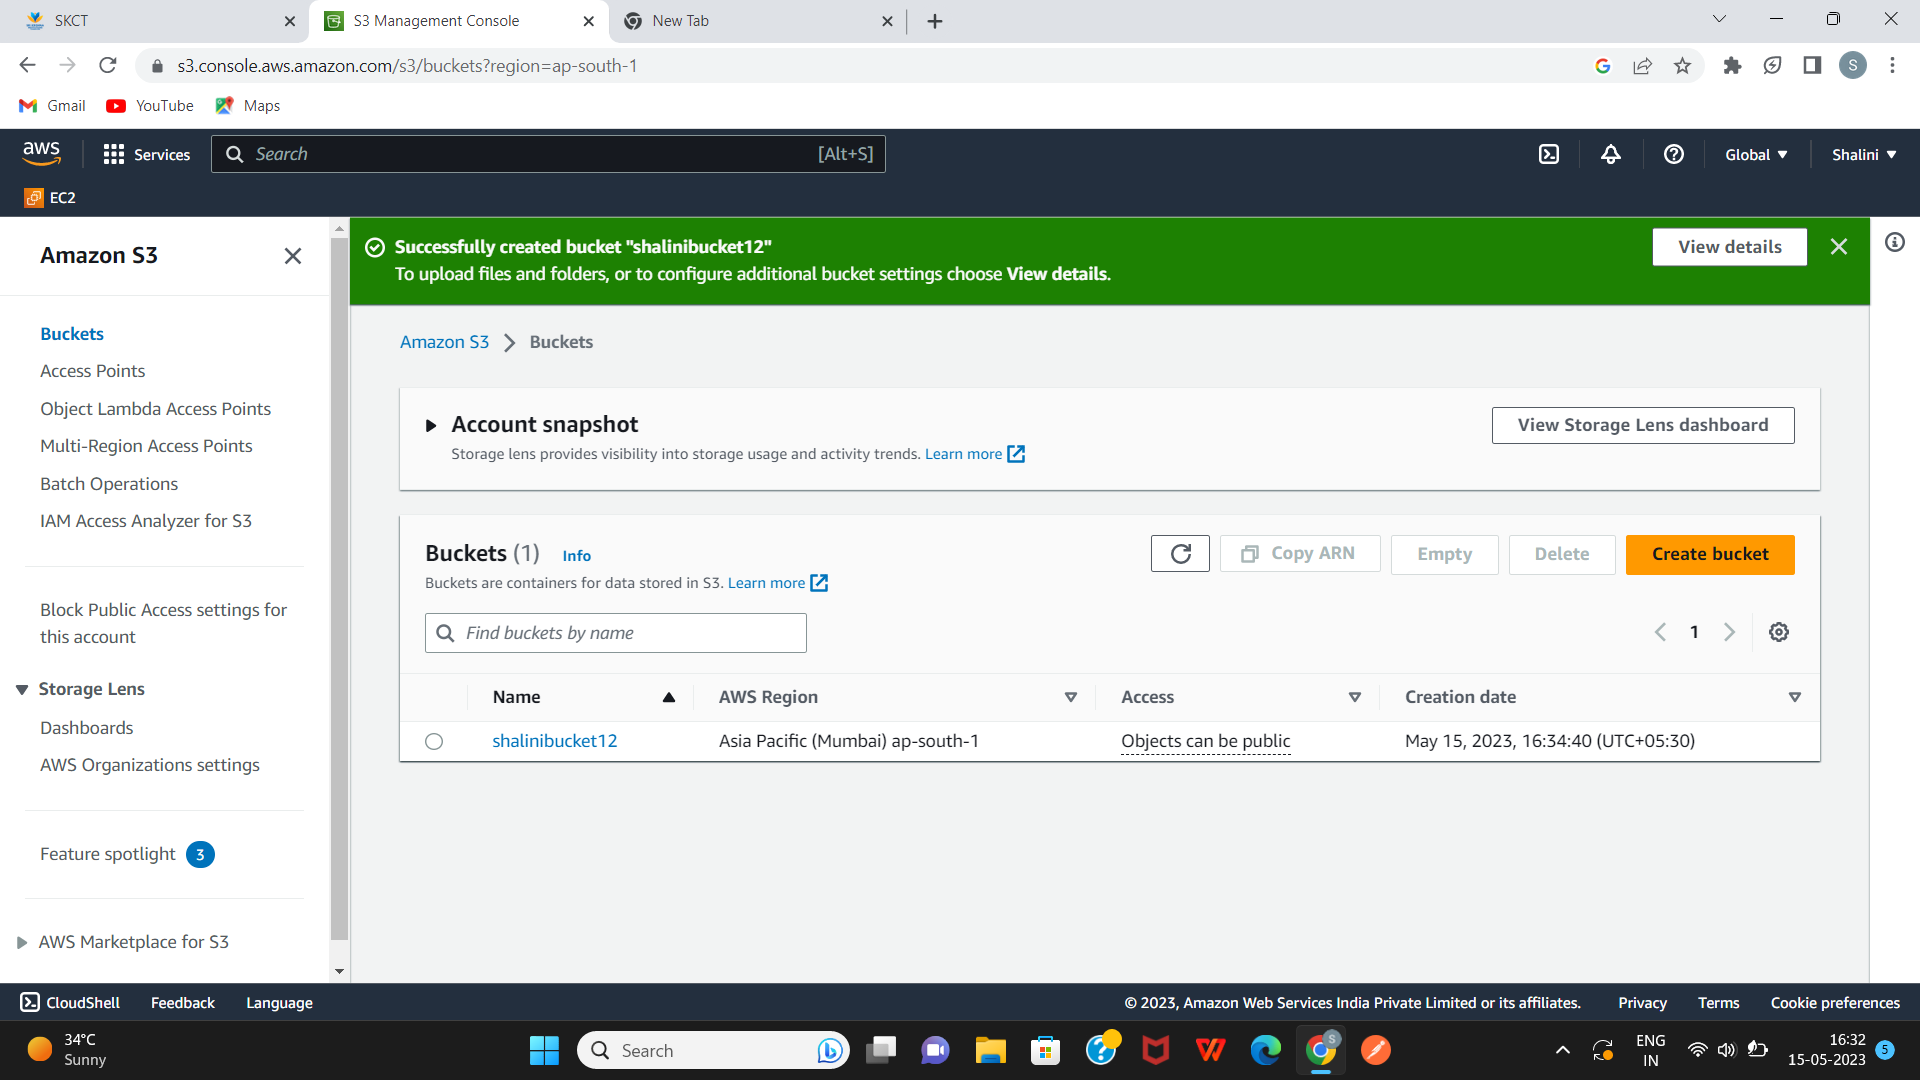 SKCT
S3 Management Console
New Tab
s3.console.aws.amazon.com/s3/buckets?region=ap-south-1
S
Gmail
YouTube
Maps
aws
Services
Search
[Alt+S]
Global
Shalini
EC2
Amazon S3
Buckets
Access Points
Object Lambda Access Points
Multi-Region Access Points
Batch Operations
IAM Access Analyzer for S3
Block Public Access settings for
this account
Storage Lens
Dashboards
AWS Organizations settings
Feature spotlight 3
AWS Marketplace for S3
Successfully created bucket "shalinibucket12"
To upload files and folders, or to configure additional bucket settings choose View details.
View details
Amazon S3 Buckets
Account snapshot
Storage lens provides visibility into storage usage and activity trends. Learn more
View Storage Lens dashboard
Buckets (1) Info
Buckets are containers for data stored in S3. Learn more
Copy ARN
Empty
Delete
Create bucket
Find buckets by name
1
Name AWS Region Access Creation date
shalinibucket12 Asia Pacific (Mumbai) ap-south-1 Objects can be public May 15, 2023, 16:34:40 (UTC+05:30)
CloudShell Feedback Language
© 2023, Amazon Web Services India Private Limited or its affiliates. Privacy Terms Cookie preferences
34°C
Sunny
Search
S
ENG
IN
16:32
15-05-2023
5